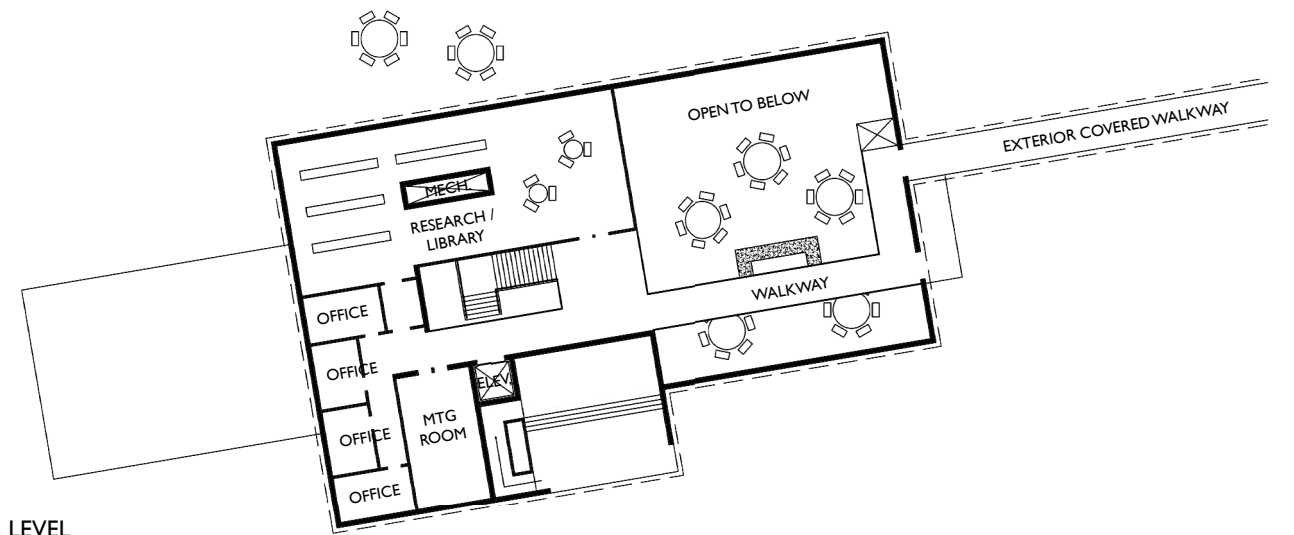 OPEN TO BELOW
EXTERIOR COVERED WALKWAY
MECH.
RESEARCH /
LIBRARY
WALKWAY
OFFICE
OFFICE
ELEV.
MTG
ROOM
OFFICE
OFFICE
LEVEL